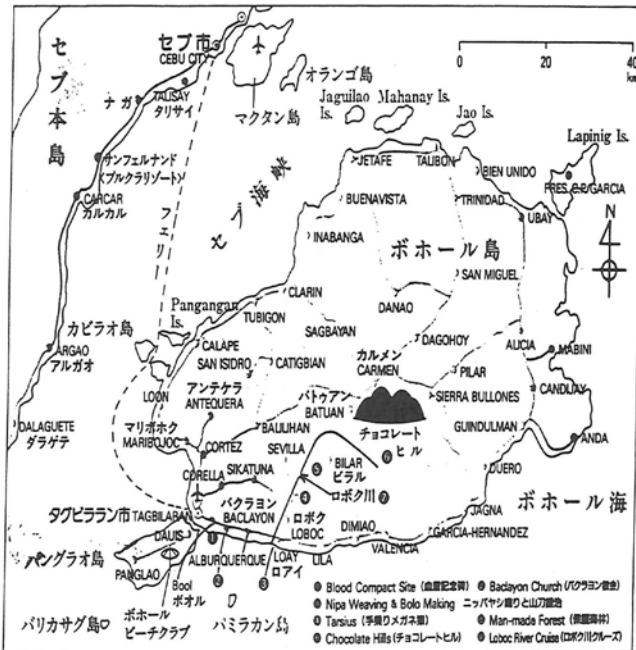 セブ市
CEBU CITY
セブ本島
オランゴ島
マクタン島
0 20 40
km
Jaguilao Is.
Mahanay Is.
Jao Is.
Lapinig Is.
TALISAY
タリサイ
ナガ
サンフェルナンド
CARCAR
カルカル
フェリー
セブ海峡
JETAFE
TALIBON
BIEN UNIDO
PRES. C.P. GARCIA
BUENAVISTA
TRINIDAD
UBAY
N
INABANGA
ボホール島
SAN MIGUEL
Pangangan Is.
CLARIN
TUBIGON
DANAO
カビラオ島
SAGBAYAN
DAGOHOY
ALICIA
MABINI
ARGAO
アルガオ
CALAPE
SAN ISIDRO
CATIGBIAN
カルメン
CARMEN
PILAR
LOON
アンテケラ
ANTEQUERA
バトゥアン
BATUAN
SIERRA BULLONES
CANDIJAY
DALAGUETE
ダラゲテ
マリボホク
MARIBOJOC
BALILIHAN
チョコレートヒル
GUINDULMAN
ANDA
CORTEZ
SEVILLA
⑥
CORELLA
SIKATUNA
⑤
BILAR
ビラル
DUERO
④
ロボク川
⑦
タグビララン市
TAGBILARAN
バクラヨン
BACLAYON
ロボク
LOBOC
JAGNA
ボホール海
DIMIAO
GARCIA-HERNANDEZ
パングラオ島
DAUIS
①
ALBURQUERQUE
LOAY
ロアイ
LILA
VALENCIA
PANGLAO
Bool
ボオル
②
③
ボホール
ビーチクラブ
バリカサグ島
パミラカン島
Blood Compact Site (血盟記念碑)
Baclayon Church (バクラヨン教会)
Nipa Weaving & Bolo Making ニッパヤシ織りと山刀鍛冶
Tarsius (手乗りメガネ猿)
Man-made Forest
Chocolate Hills (チョコレートヒル)
Loboc River Cruise (ロボク川クルーズ)